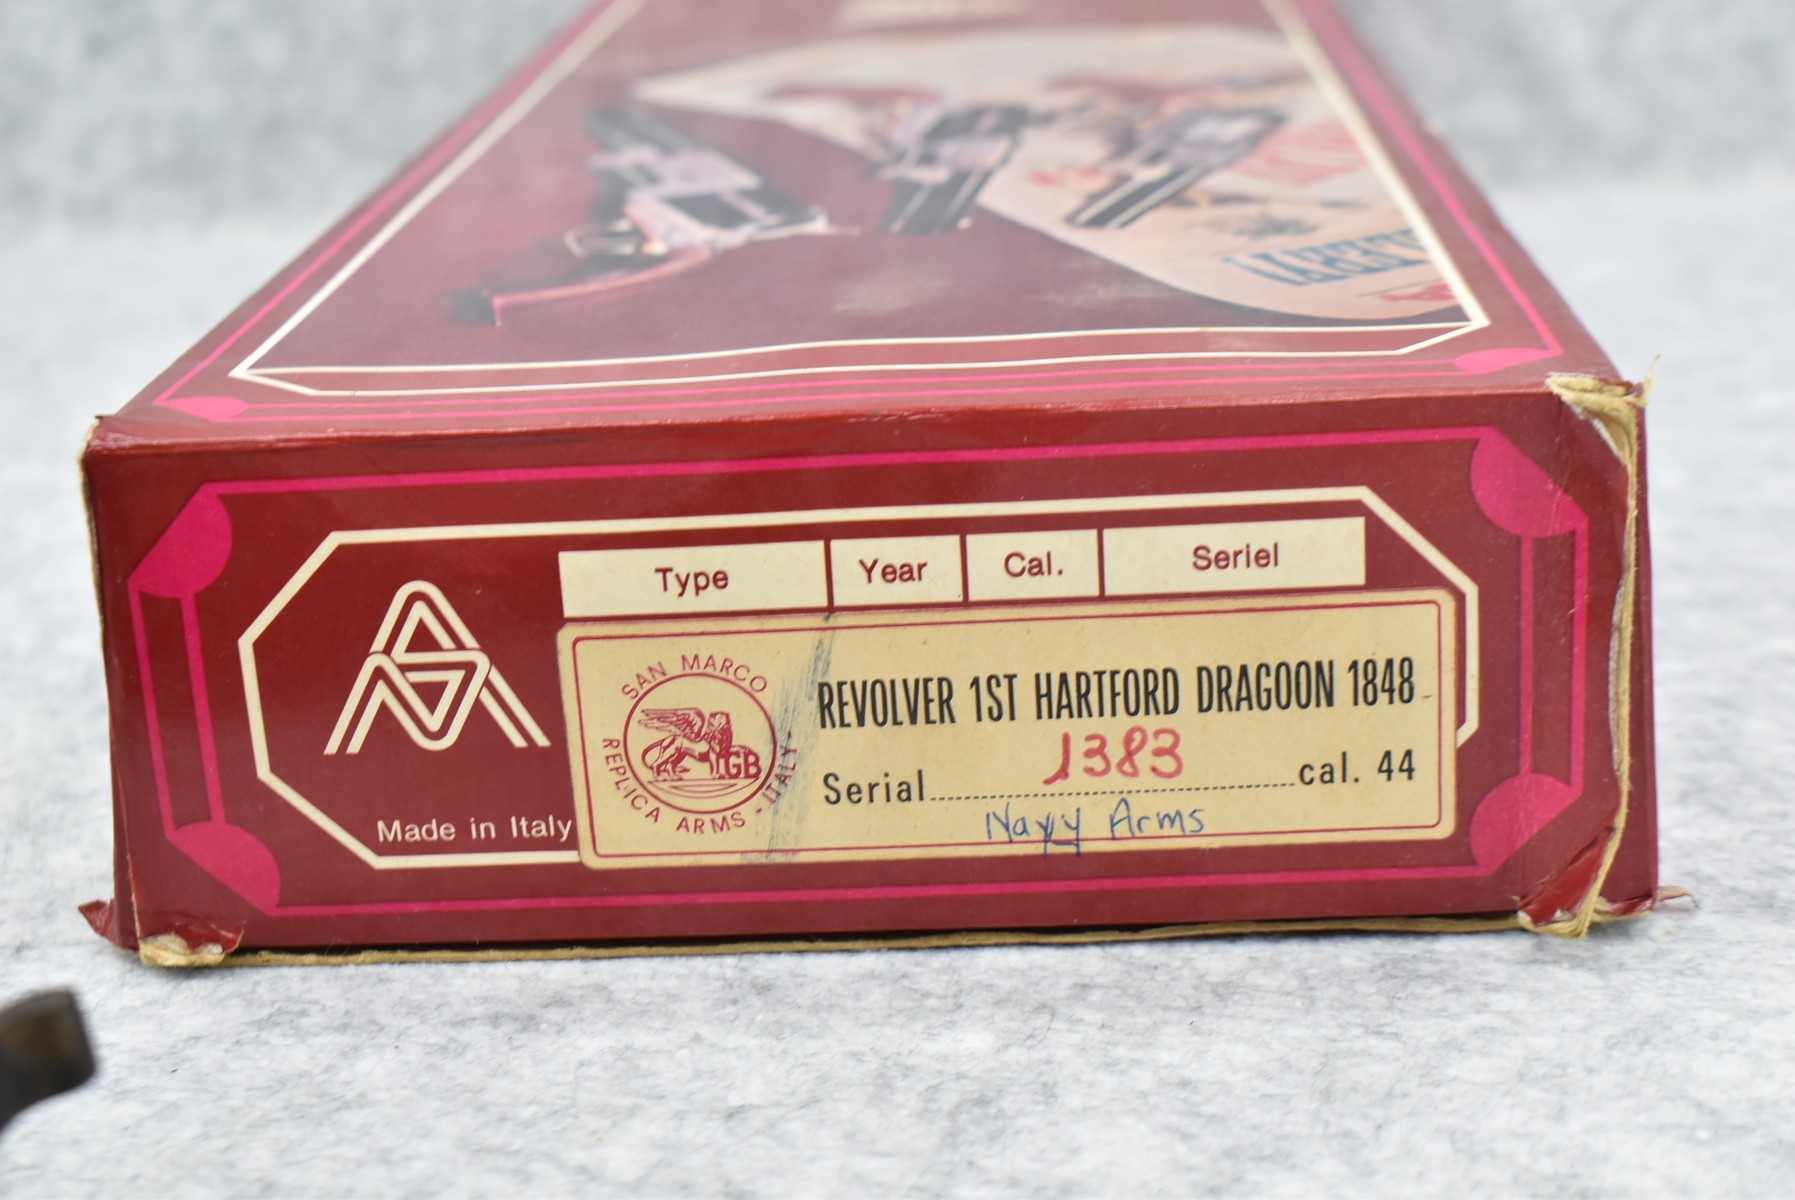 Type Year Cal. Seriel
SAN MARCO
REPLICA ARMS - ITALY -
GB
REVOLVER 1ST HARTFORD DRAGOON 1848
Serial 1383 cal. 44
Navy Arms
Made in Italy